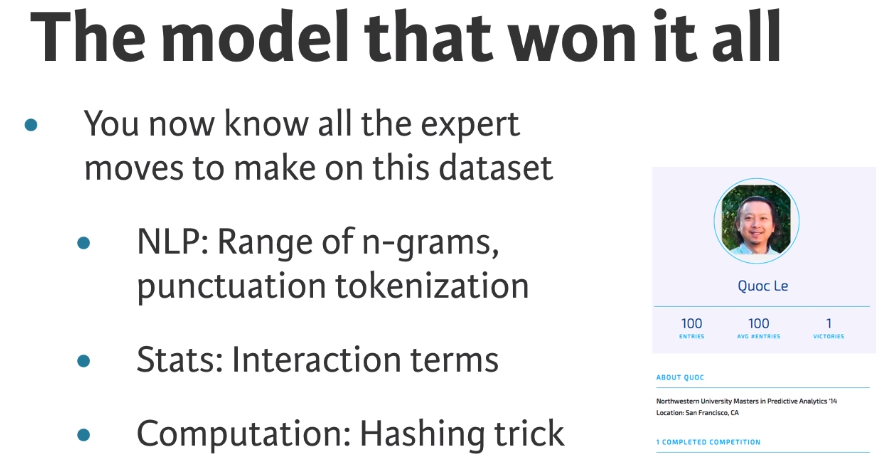 The model that won it all
You now know all the expert
moves to make on this dataset
NLP: Range of n-grams,
punctuation tokenization
Stats: Interaction terms
Computation: Hashing trick
Quoc Le
100 100 1
ENTRIES AVG #ENTRIES VICTORIES
ABOUT QUOC
Northwestern University Masters in Predictive Analytics '14
Location: San Francisco, CA
1 COMPLETED COMPETITION